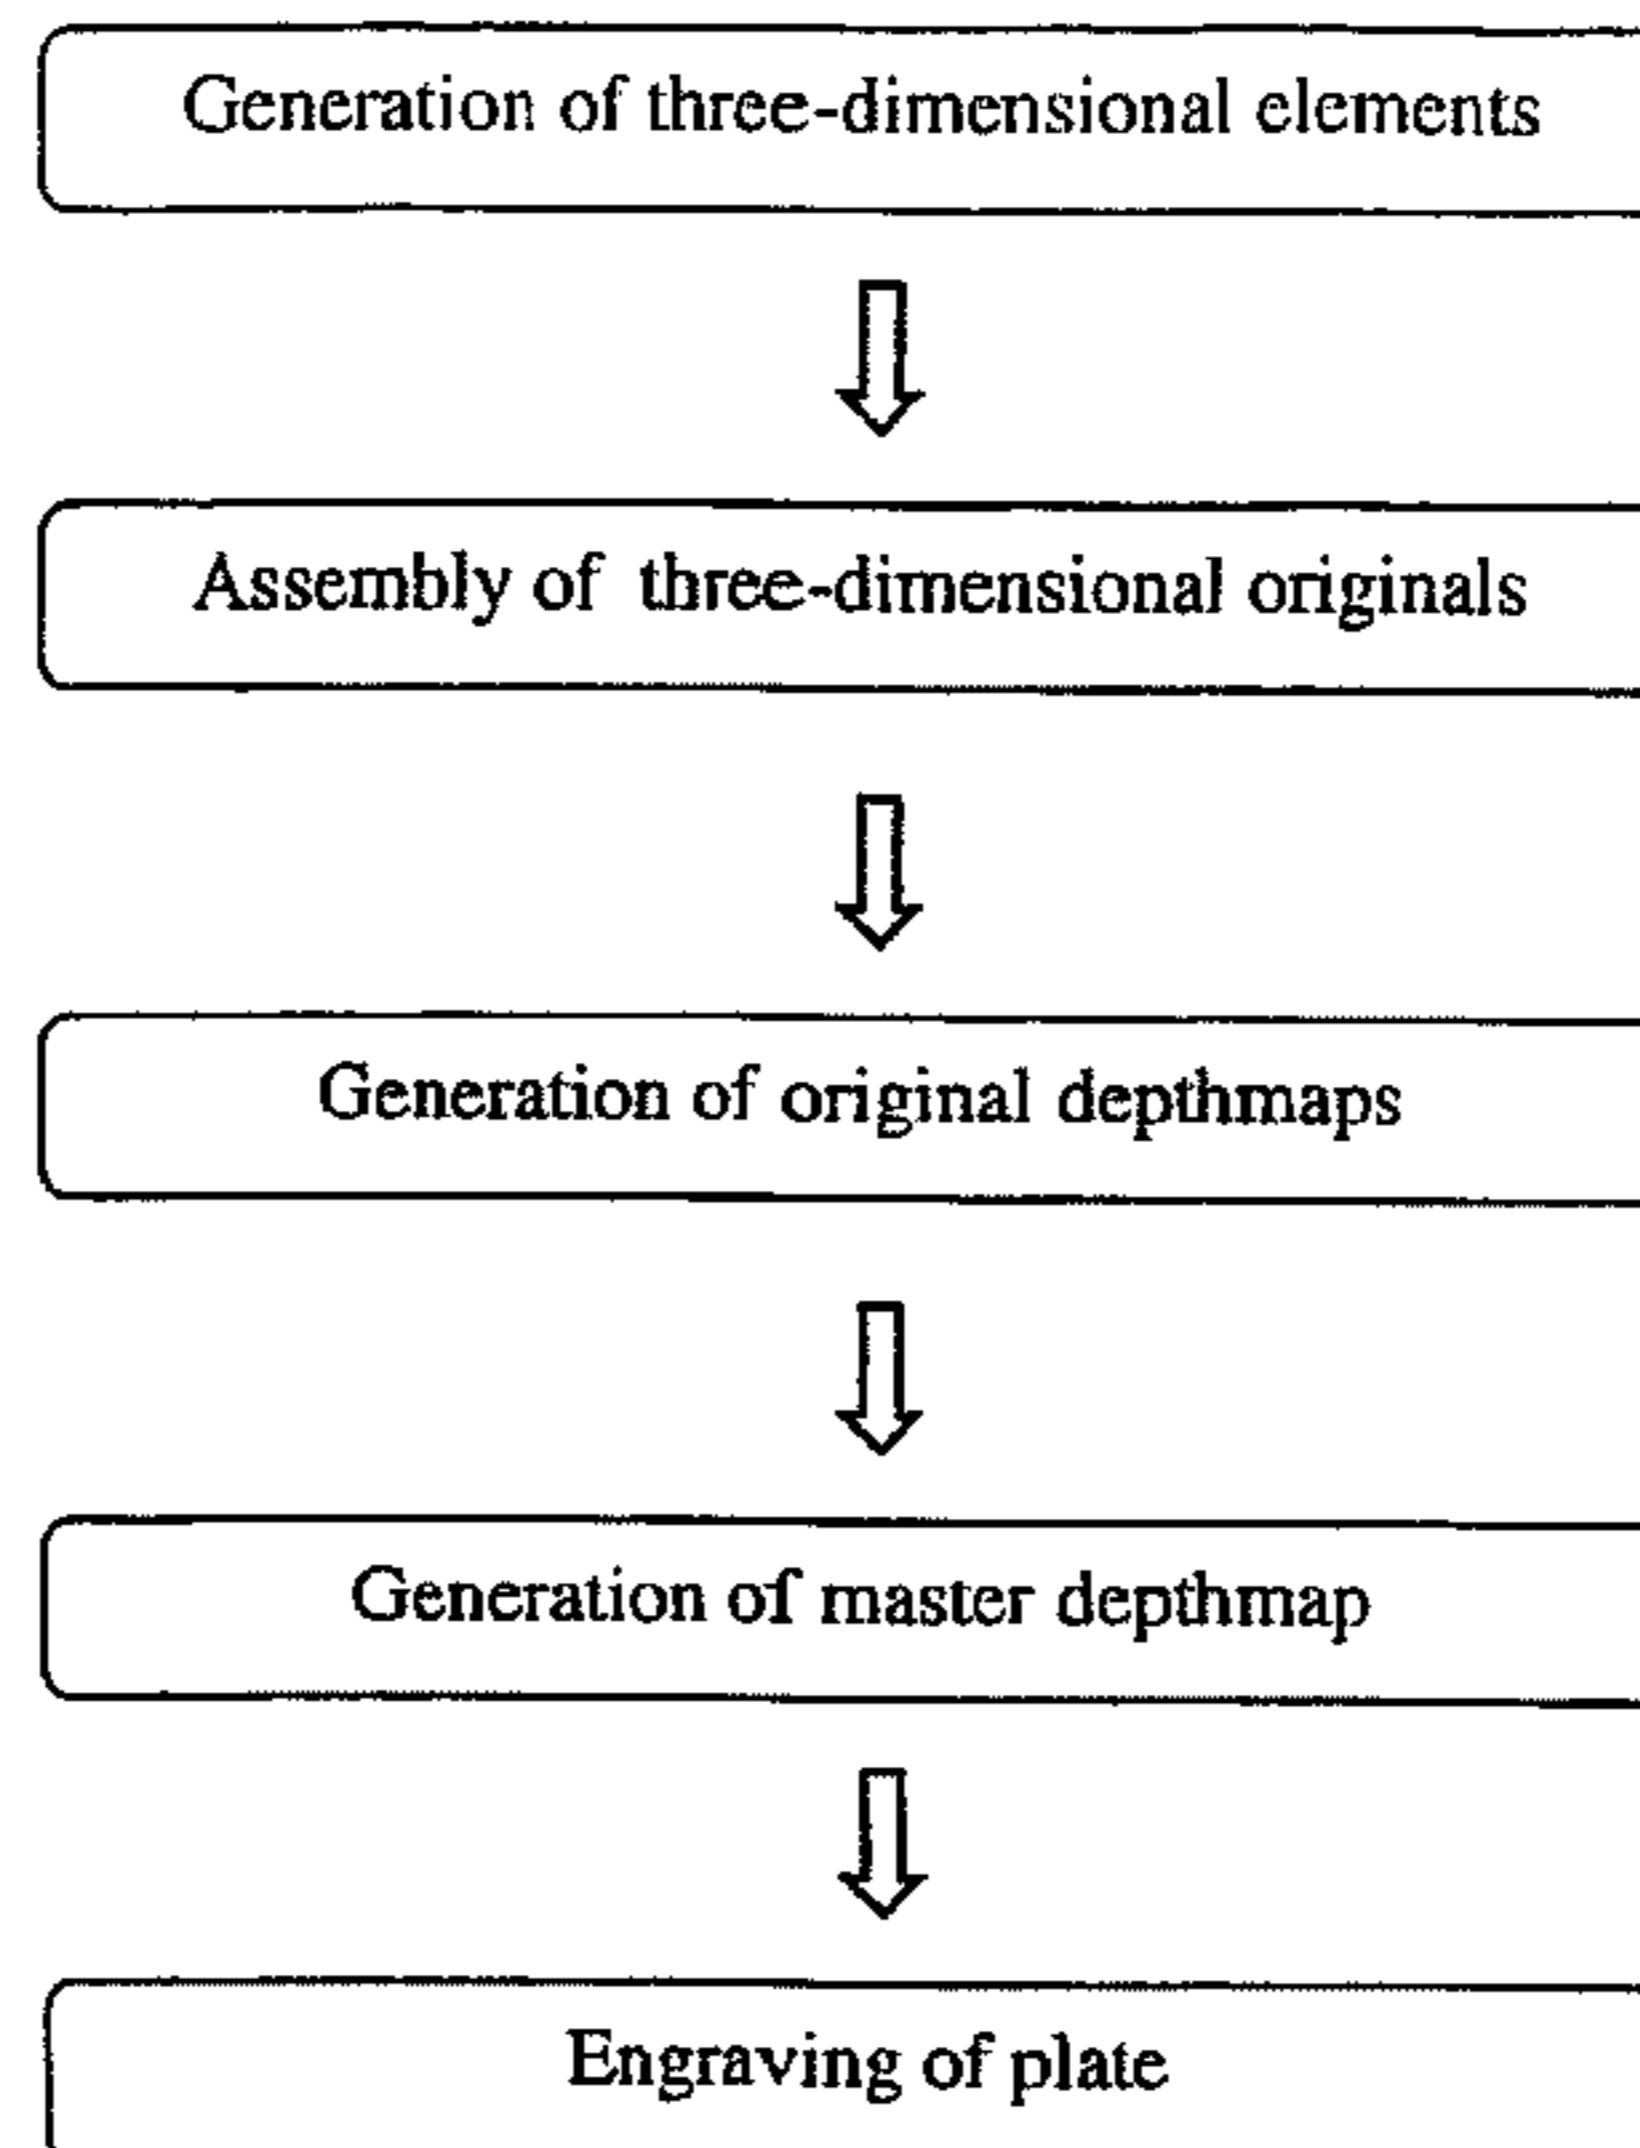 Generation of three-dimensional elements
Assembly of three-dimensional originals
Generation of original depthmaps
Generation of master depthmap
Engraving of plate